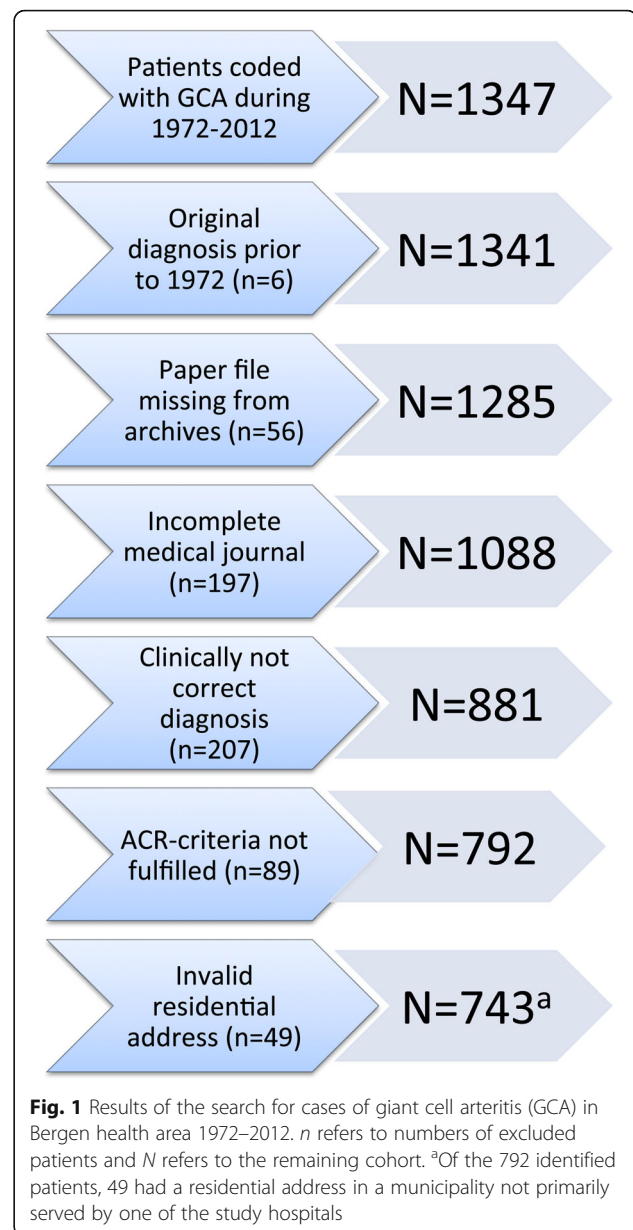 Patients coded
with GCA during
1972-2012
N=1347
Original
diagnosis prior
to 1972 (n=6)
N=1341
Paper file
missing from
archives (n=56)
N=1285
Incomplete
medical journal
(n=197)
N=1088
Clinically not
correct
diagnosis
(n=207)
N=881
ACR-criteria not
fulfilled (n=89)
N=792
Invalid
residential
address (n=49)
N=743ᵃ
Fig. 1 Results of the search for cases of giant cell arteritis (GCA) in
Bergen health area 1972–2012. n refers to numbers of excluded
patients and N refers to the remaining cohort. ᵃOf the 792 identified
patients, 49 had a residential address in a municipality not primarily
served by one of the study hospitals